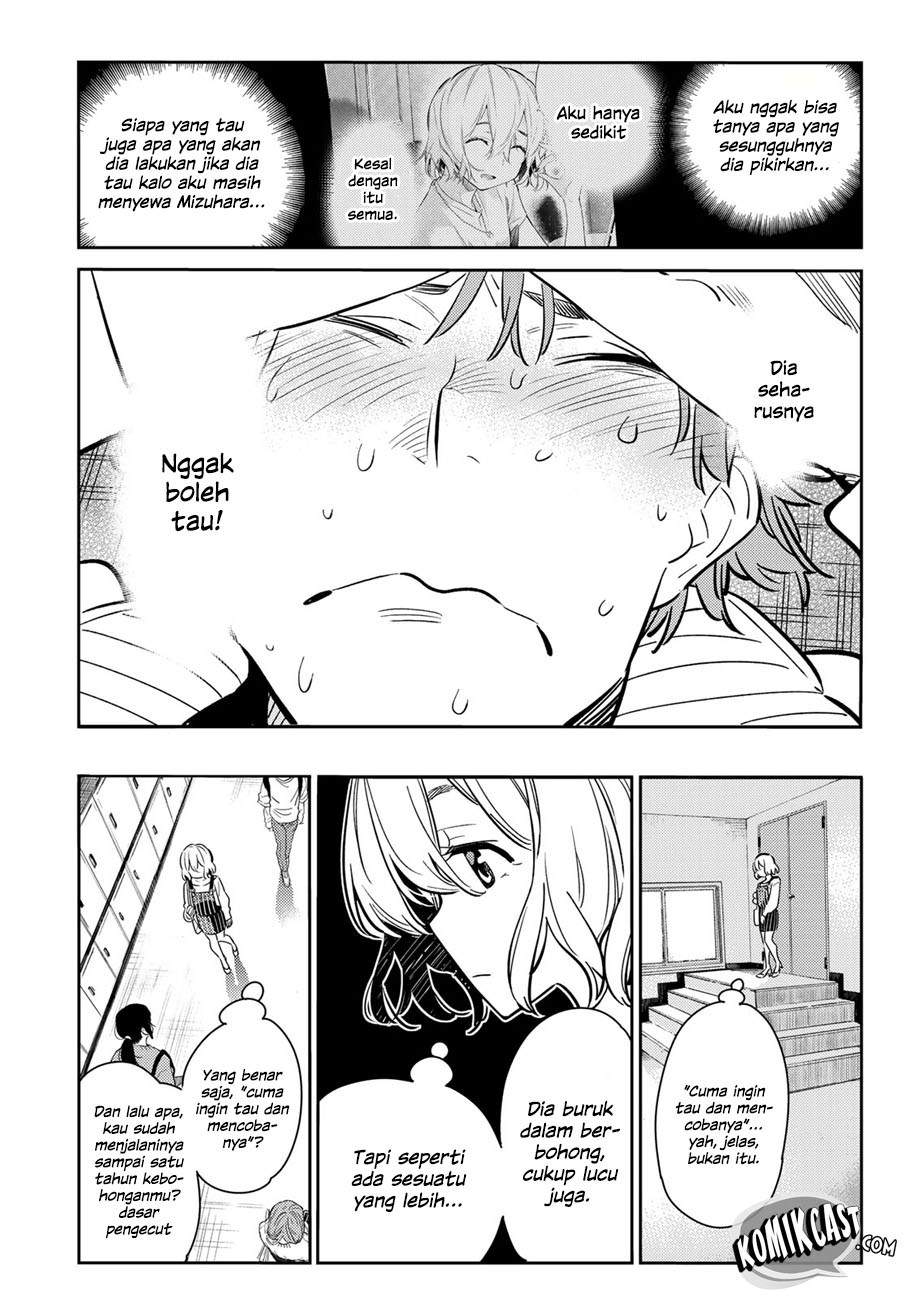 Aku nggak bisa
tanya apa yang
sesungguhnya
dia pikirkan...
Aku hanya
sedikit
Kesal
dengan
itu
semua.
Siapa yang tau
juga apa yang akan
dia lakukan jika dia
tau kalo aku masih
menyewa Mizuhara...
Dia
seha-
rusnya
Nggak
boleh
tau!
"Cuma ingin
tau dan men-
cobanya"...
yah, jelas,
bukan itu.
Dia buruk
dalam ber-
bohong,
cukup lucu
juga.
Tapi seperti
ada sesuatu
yang lebih...
Yang benar
saja, "cuma
ingin tau dan
mencoba-
nya"?
Dan lalu apa,
kau sudah
menjalaninya
sampai satu
tahun kebo-
honganmu?
dasar
pengecut
KOMIKCAST
.COM